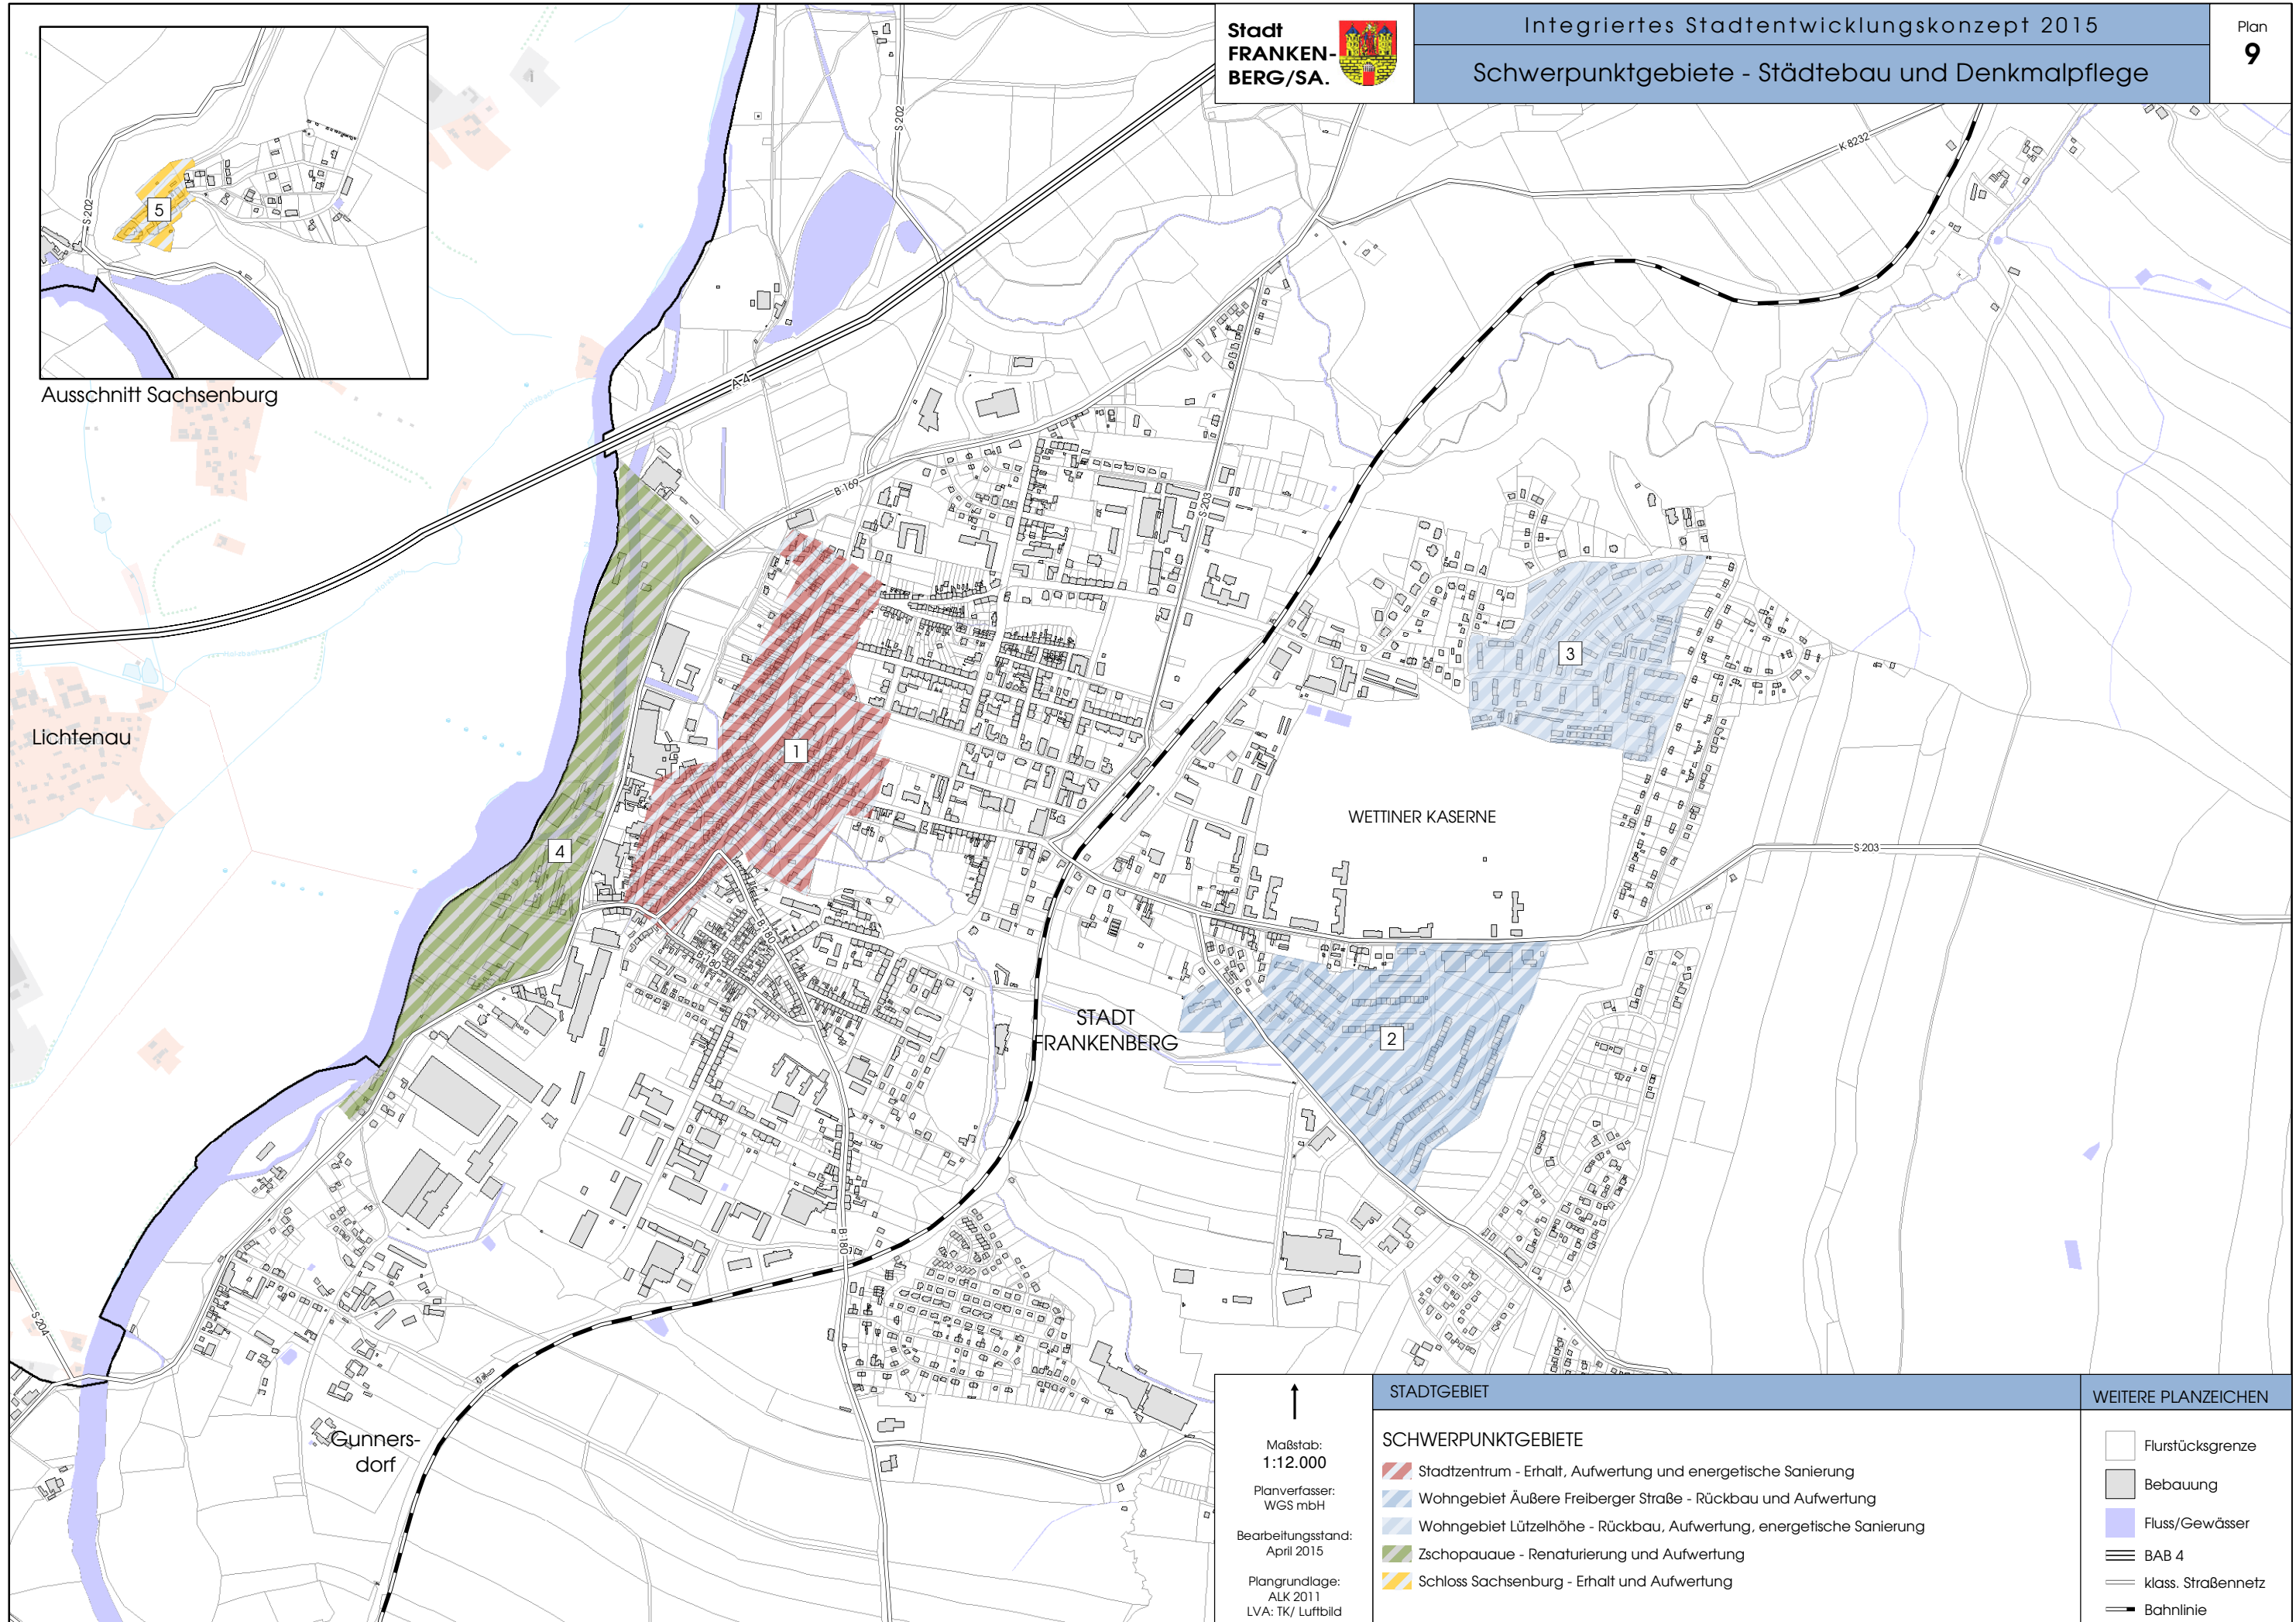 Stadt
FRANKEN-
BERG/SA.
Integriertes Stadtentwicklungskonzept 2015
Schwerpunktgebiete - Städtebau und Denkmalpflege
Plan
9
S 202
5
Ausschnitt Sachsenburg
S 202
K 8232
A 4
B 169
S 203
3
Lichtenau
1
WETTINER KASERNE
4
S 203
B 180
B 180
STADT
FRANKENBERG
2
B 180
S 204
Gunners-
dorf
Maßstab:
1:12.000
Planverfasser:
WGS mbH
Bearbeitungsstand:
April 2015
Plangrundlage:
ALK 2011
LVA: TK/ Luftbild
STADTGEBIET
SCHWERPUNKTGEBIETE
Stadtzentrum - Erhalt, Aufwertung und energetische Sanierung
Wohngebiet Äußere Freiberger Straße - Rückbau und Aufwertung
Wohngebiet Lützelhöhe - Rückbau, Aufwertung, energetische Sanierung
Zschopauaue - Renaturierung und Aufwertung
Schloss Sachsenburg - Erhalt und Aufwertung
WEITERE PLANZEICHEN
Flurstücksgrenze
Bebauung
Fluss/Gewässer
BAB 4
klass. Straßennetz
Bahnlinie